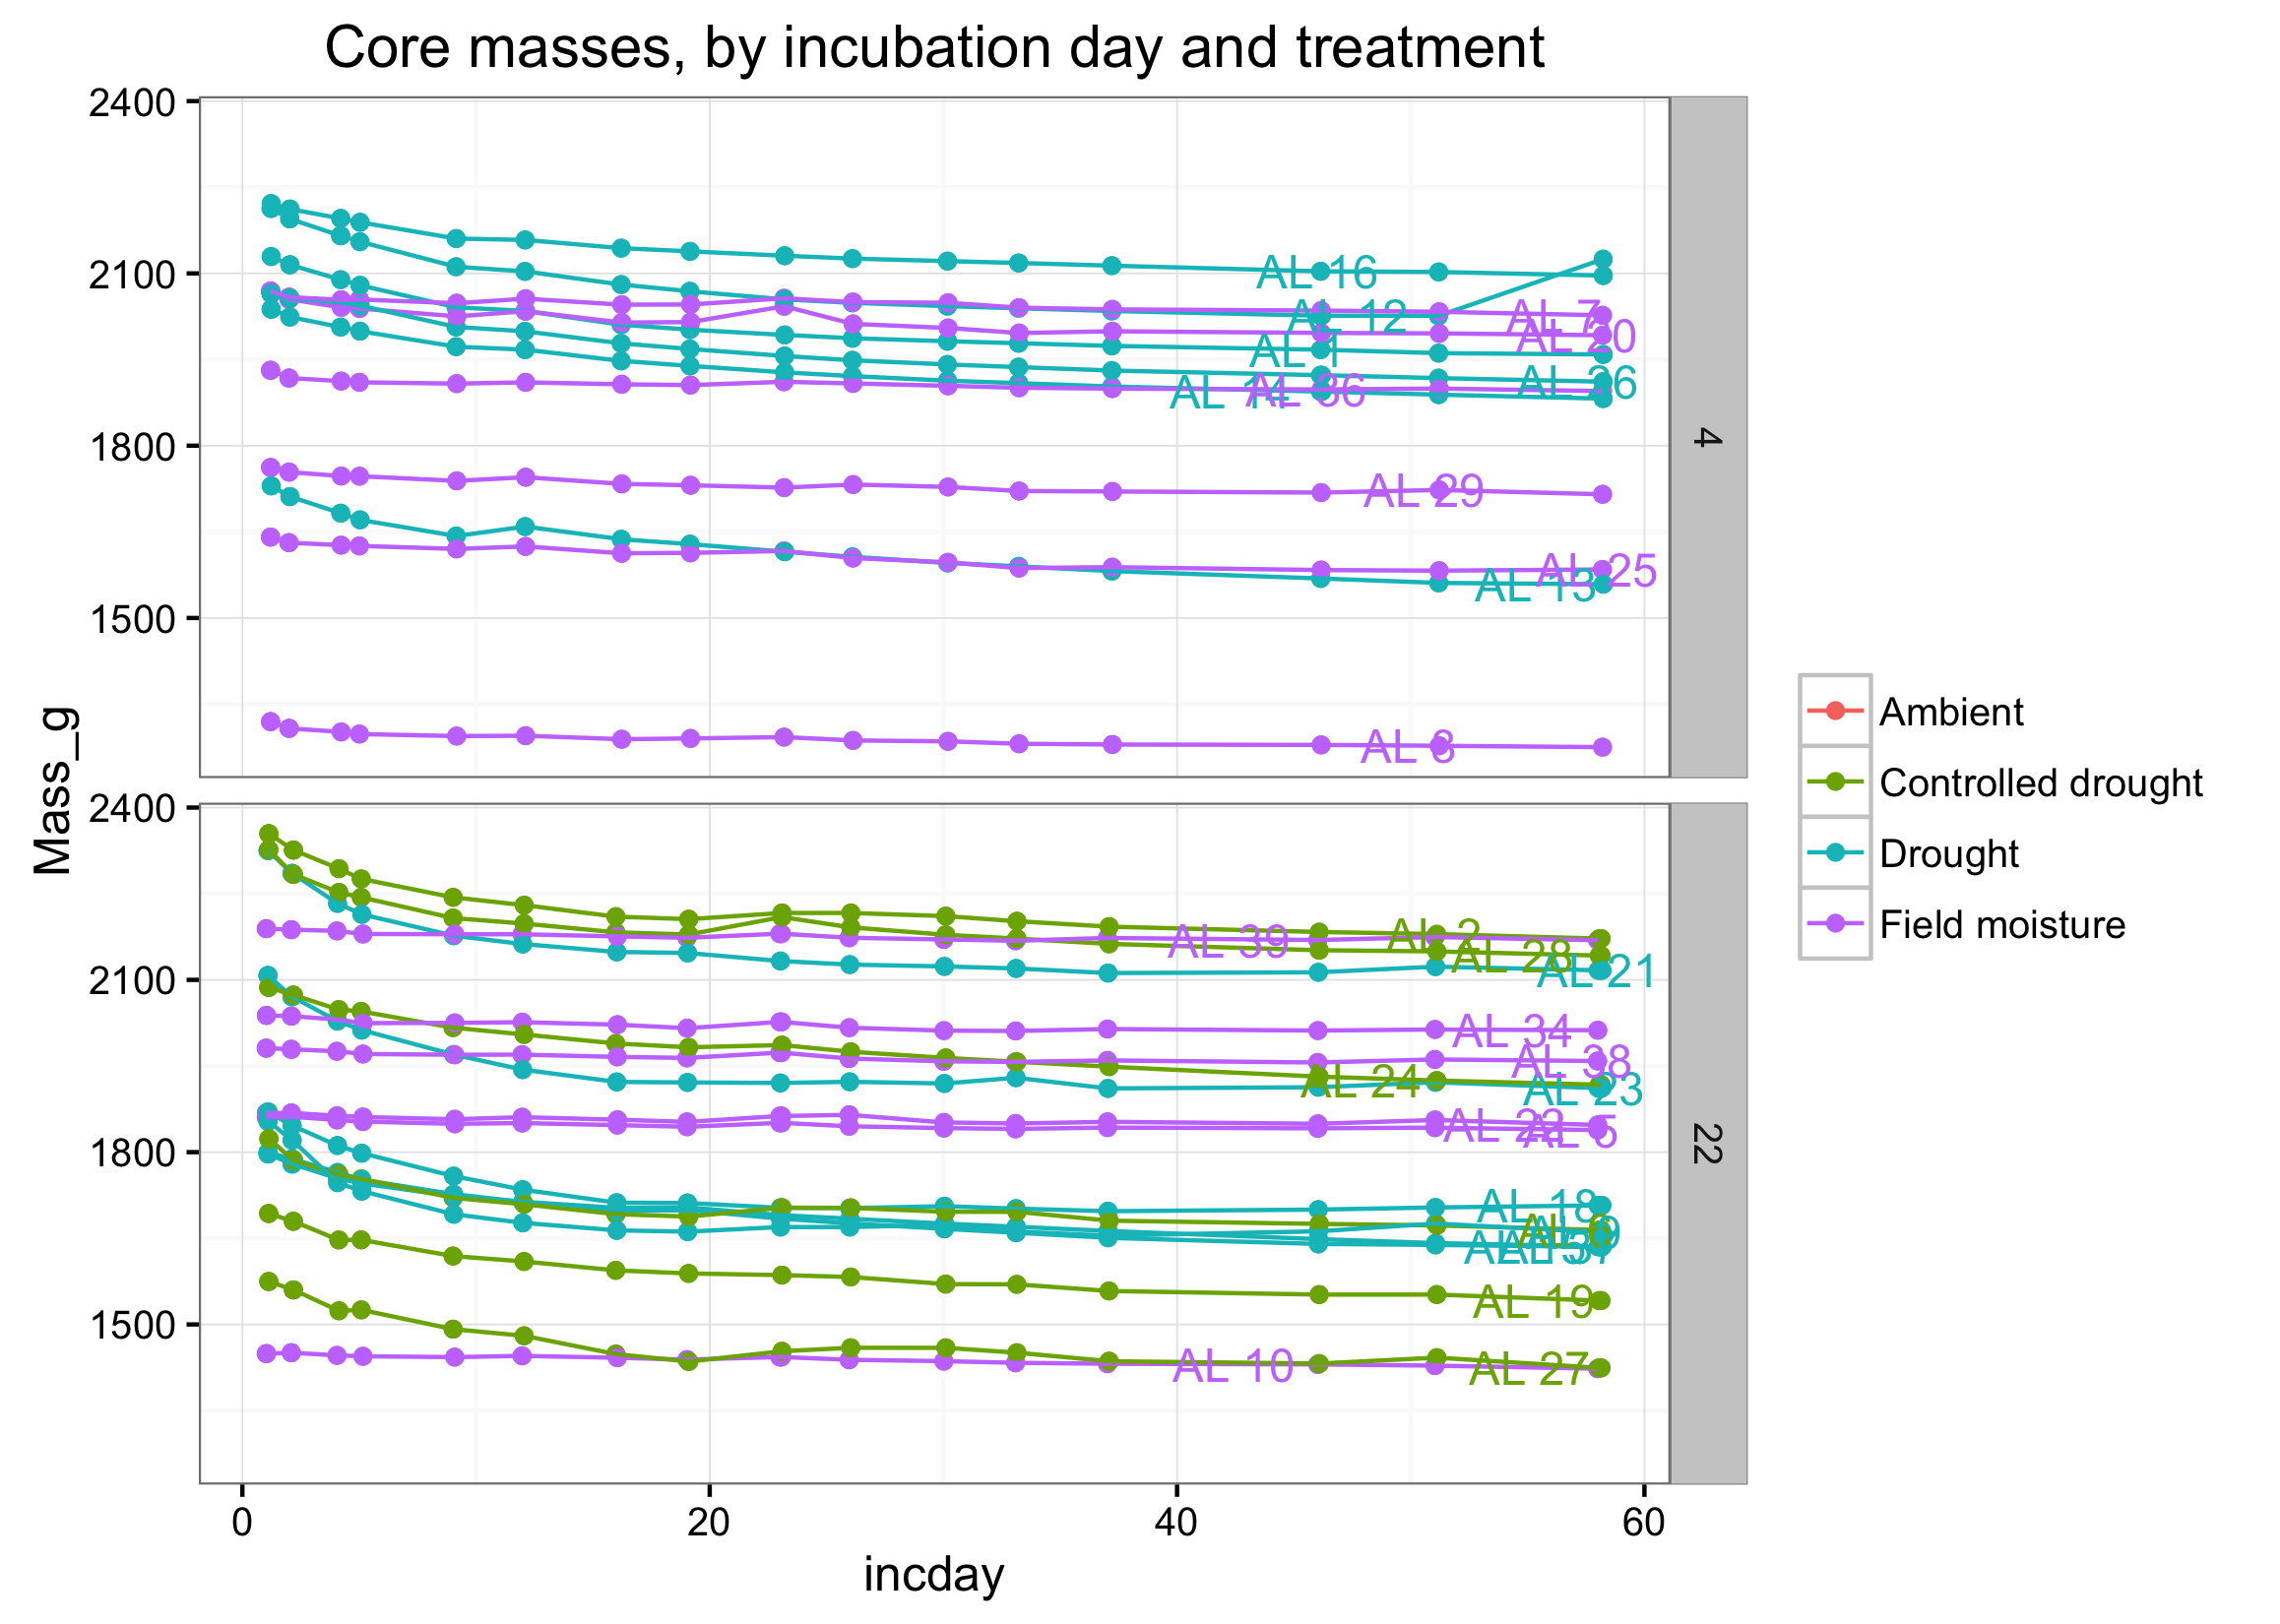 Core masses, by incubation day and treatment
2400
2100
1800
1500
AL 16
AL 12
AL 7
AL 20
AL 1
AL 26
AL 11
AL 36
AL 29
AL 25
AL 13
AL 3
4
Mass_g
2400
2100
1800
1500
AL 39
AL 2
AL 28
AL 21
AL 34
AL 38
AL 24
AL 23
AL 5
AL 18
AL 19
AL 10
AL 27
22
0
20
40
60
incday
Ambient
Controlled drought
Drought
Field moisture